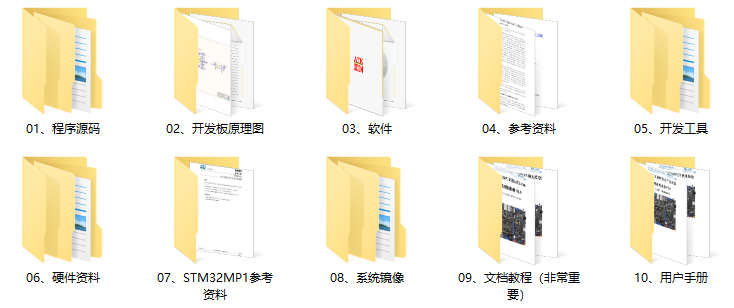 01、程序源码
02、开发板原理图
03、软件
04、参考资料
05、开发工具
06、硬件资料
07、STM32MP1参考
资料
08、系统镜像
09、文档教程（非常重
要）
10、用户手册